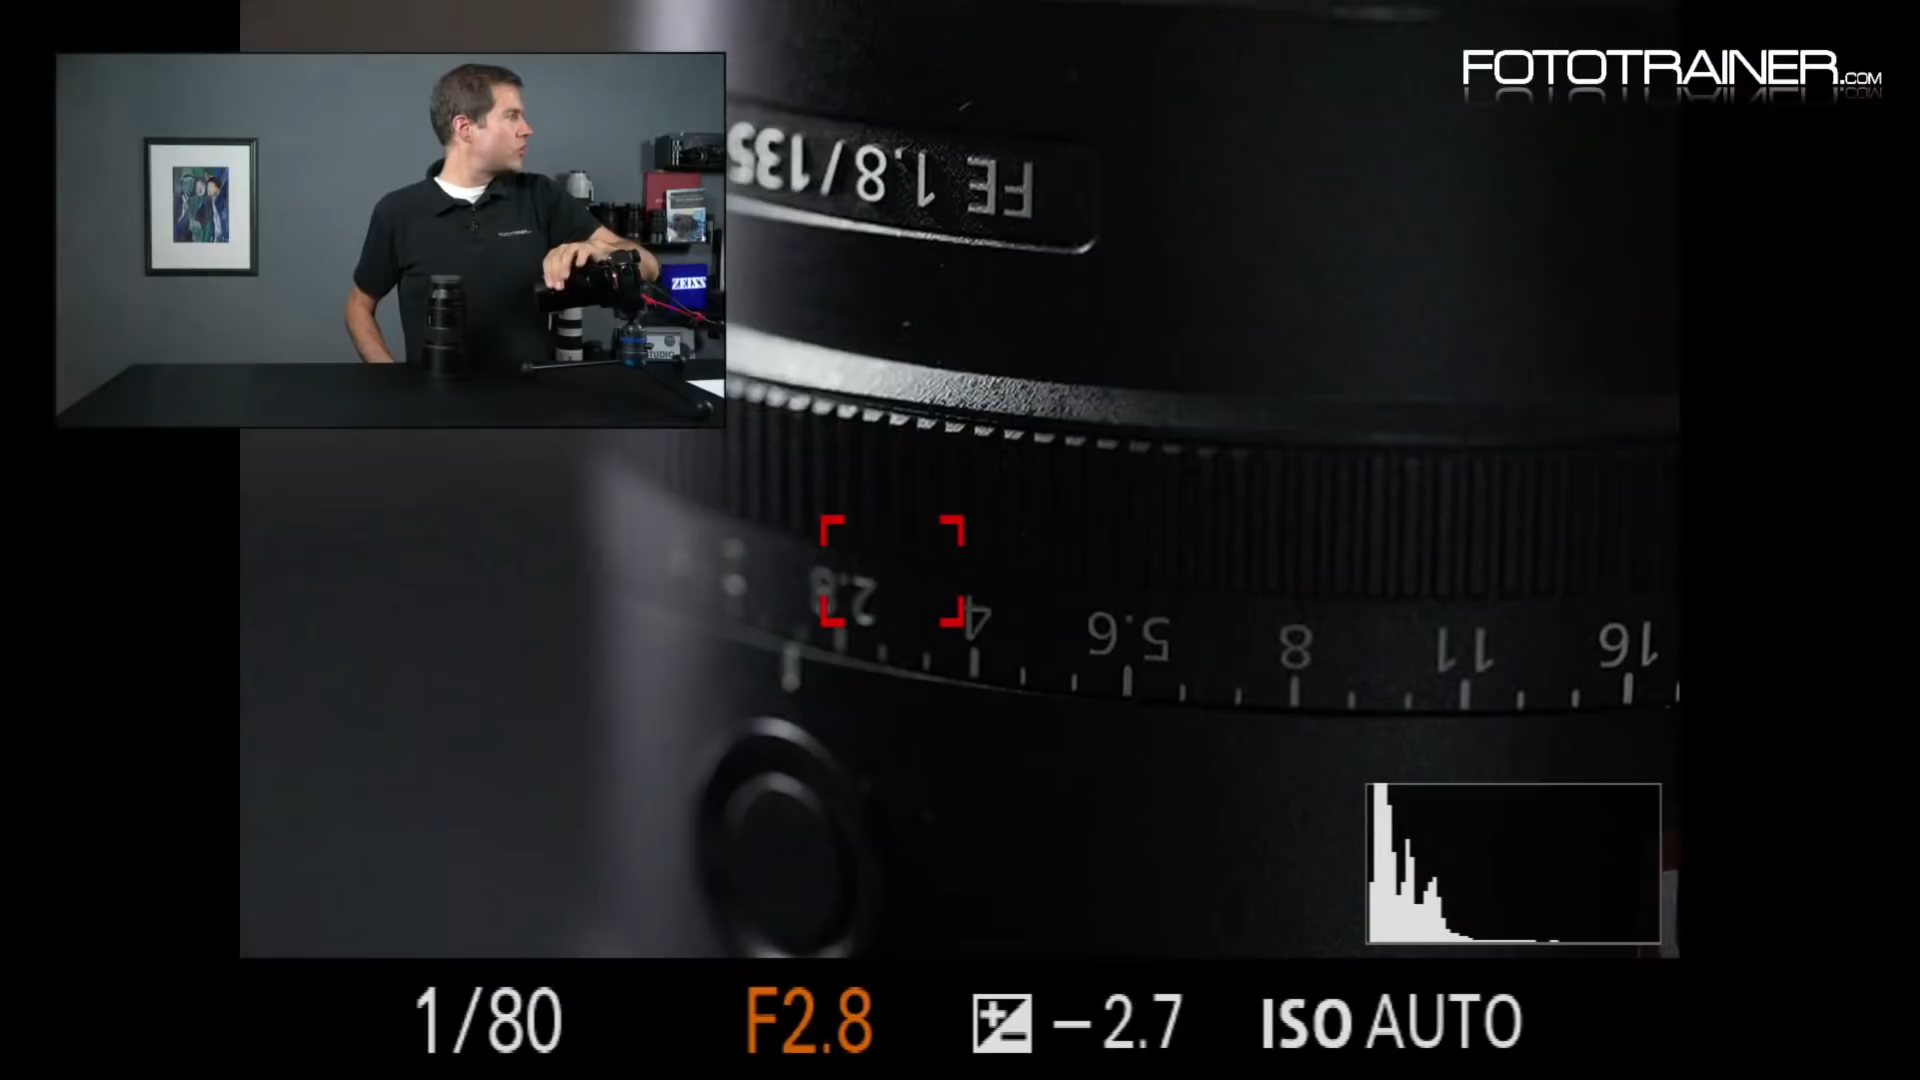 FOTOTRAINER.COM
FE 1.8/135
ZEISS
TUDIO
2.8 4 5.6 8 11 16
1/80 F2.8 -2.7 ISO AUTO